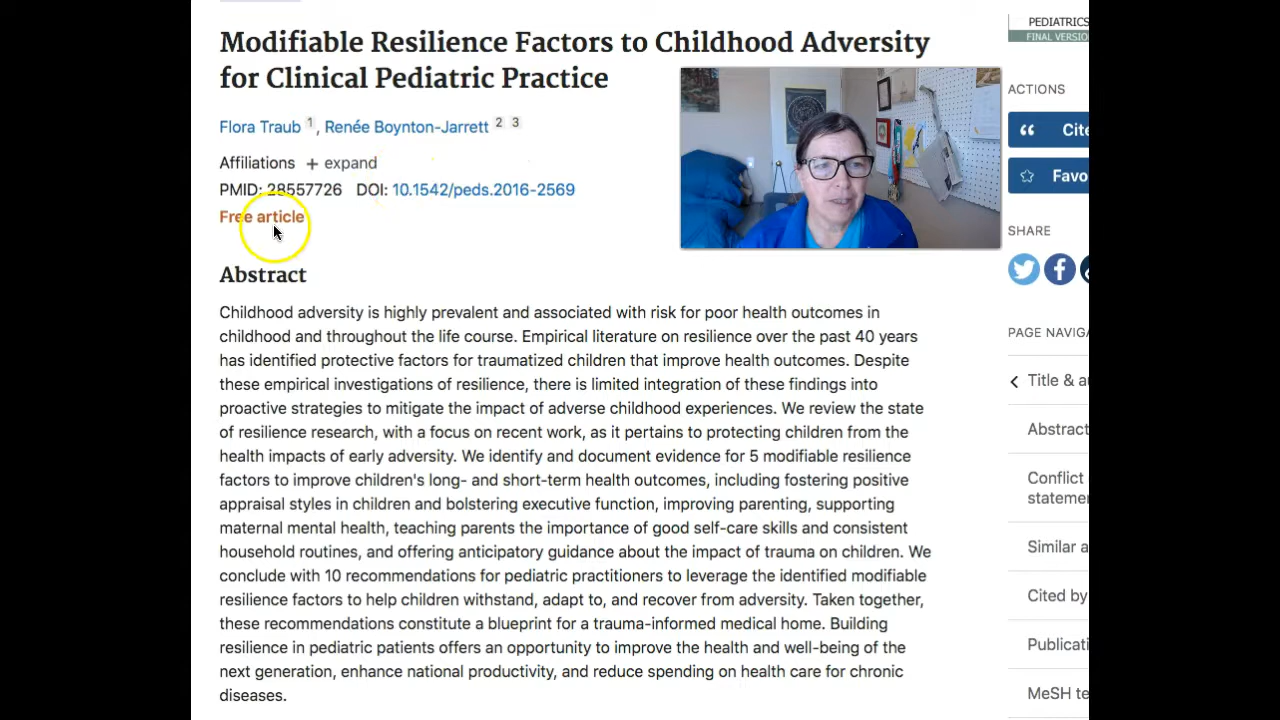 Modifiable Resilience Factors to Childhood Adversity
for Clinical Pediatric Practice
Flora Traub 1 , Renée Boynton-Jarrett 2 3
Affiliations + expand
PMID: 28557726 DOI: 10.1542/peds.2016-2569
Free article
Abstract
Childhood adversity is highly prevalent and associated with risk for poor health outcomes in
childhood and throughout the life course. Empirical literature on resilience over the past 40 years
has identified protective factors for traumatized children that improve health outcomes. Despite
these empirical investigations of resilience, there is limited integration of these findings into
proactive strategies to mitigate the impact of adverse childhood experiences. We review the state
of resilience research, with a focus on recent work, as it pertains to protecting children from the
health impacts of early adversity. We identify and document evidence for 5 modifiable resilience
factors to improve children's long- and short-term health outcomes, including fostering positive
appraisal styles in children and bolstering executive function, improving parenting, supporting
maternal mental health, teaching parents the importance of good self-care skills and consistent
household routines, and offering anticipatory guidance about the impact of trauma on children. We
conclude with 10 recommendations for pediatric practitioners to leverage the identified modifiable
resilience factors to help children withstand, adapt to, and recover from adversity. Taken together,
these recommendations constitute a blueprint for a trauma-informed medical home. Building
resilience in pediatric patients offers an opportunity to improve the health and well-being of the
next generation, enhance national productivity, and reduce spending on health care for chronic
diseases.
PEDIATRICS
FINAL VERSIO
ACTIONS
Cite
Favo
SHARE
PAGE NAVIGA
Title & au
Abstract
Conflict
stateme
Similar a
Cited by
Publicati
MeSH te